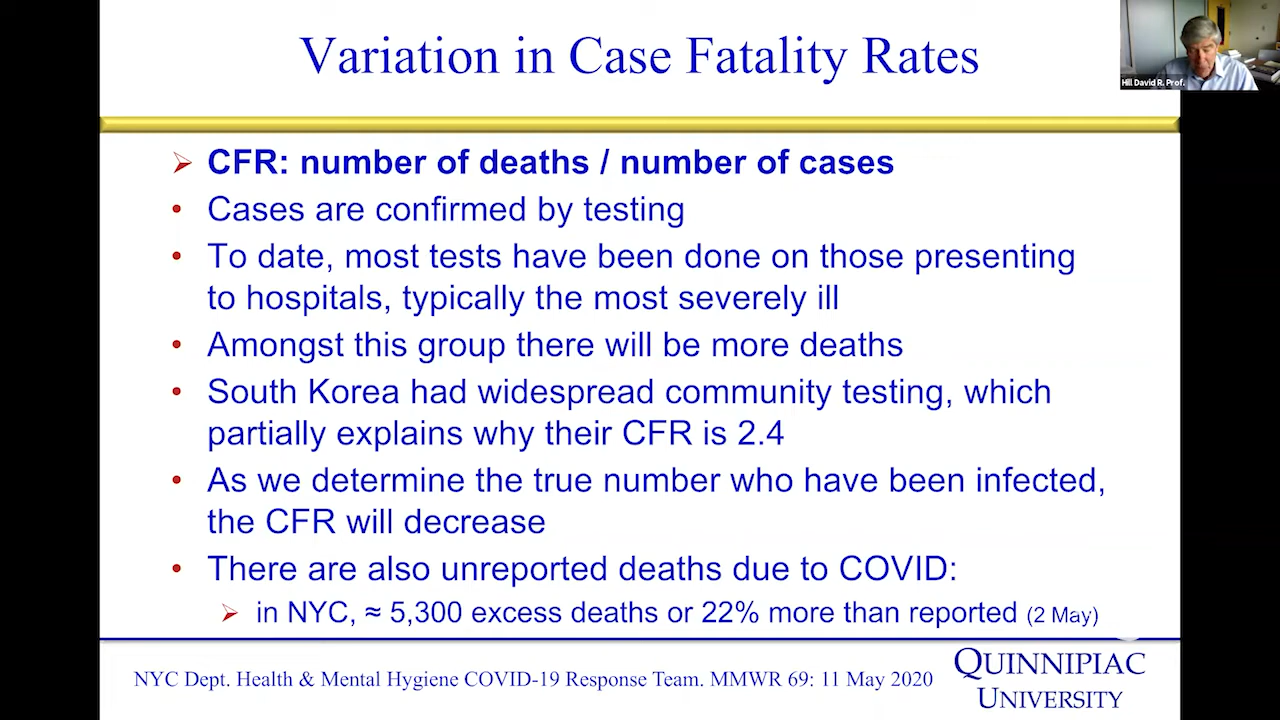 Variation in Case Fatality Rates
Hill David R. Prof.
CFR: number of deaths / number of cases
Cases are confirmed by testing
To date, most tests have been done on those presenting
to hospitals, typically the most severely ill
Amongst this group there will be more deaths
South Korea had widespread community testing, which
partially explains why their CFR is 2.4
As we determine the true number who have been infected,
the CFR will decrease
There are also unreported deaths due to COVID:
in NYC, ≈ 5,300 excess deaths or 22% more than reported (2 May)
NYC Dept. Health & Mental Hygiene COVID-19 Response Team. MMWR 69: 11 May 2020
QUINNIPIAC
UNIVERSITY